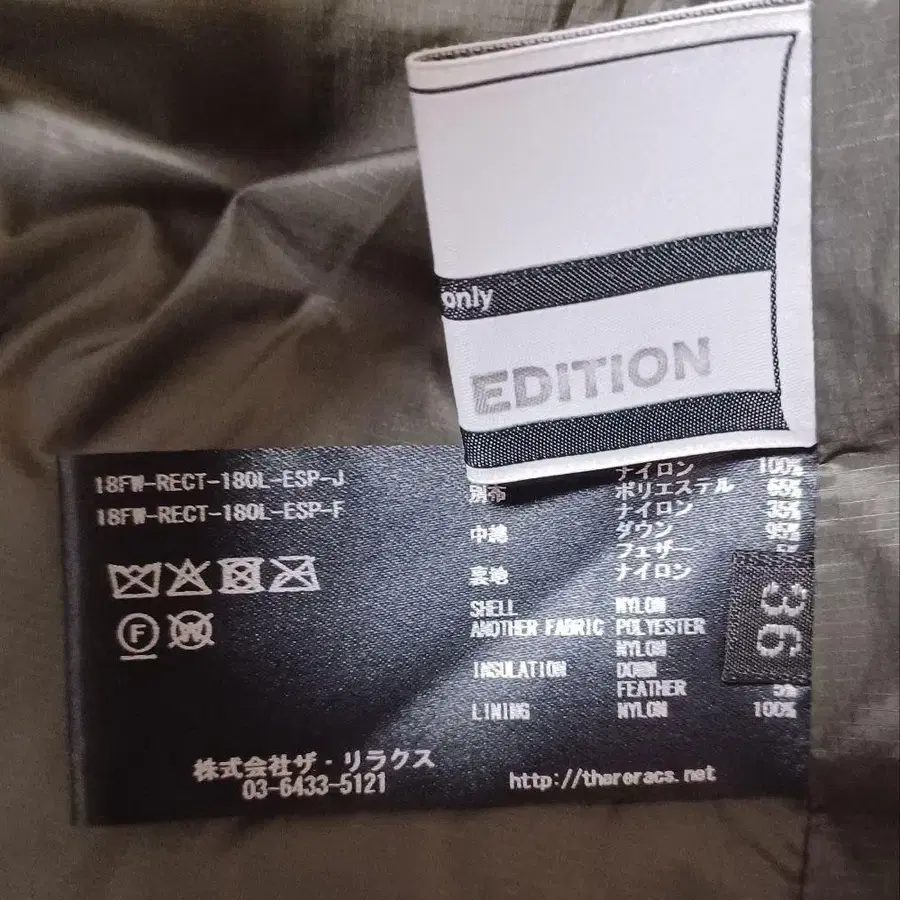 only
EDITION
18FW-RECT-180L-ESP-J
18FW-RECT-180L-ESP-F
ナイロン 100%
別布 ポリエステル 65%
ナイロン 35%
中綿 ダウン 95%
フェザー 5%
裏地 ナイロン
36
SHELL NYLON
ANOTHER FABRIC POLYESTER
NYLON
INSULATION DOWN
FEATHER 5%
LINING NYLON 100%
F
W
株式会社ザ・リラクス
03-6433-5121
http://thereracs.net